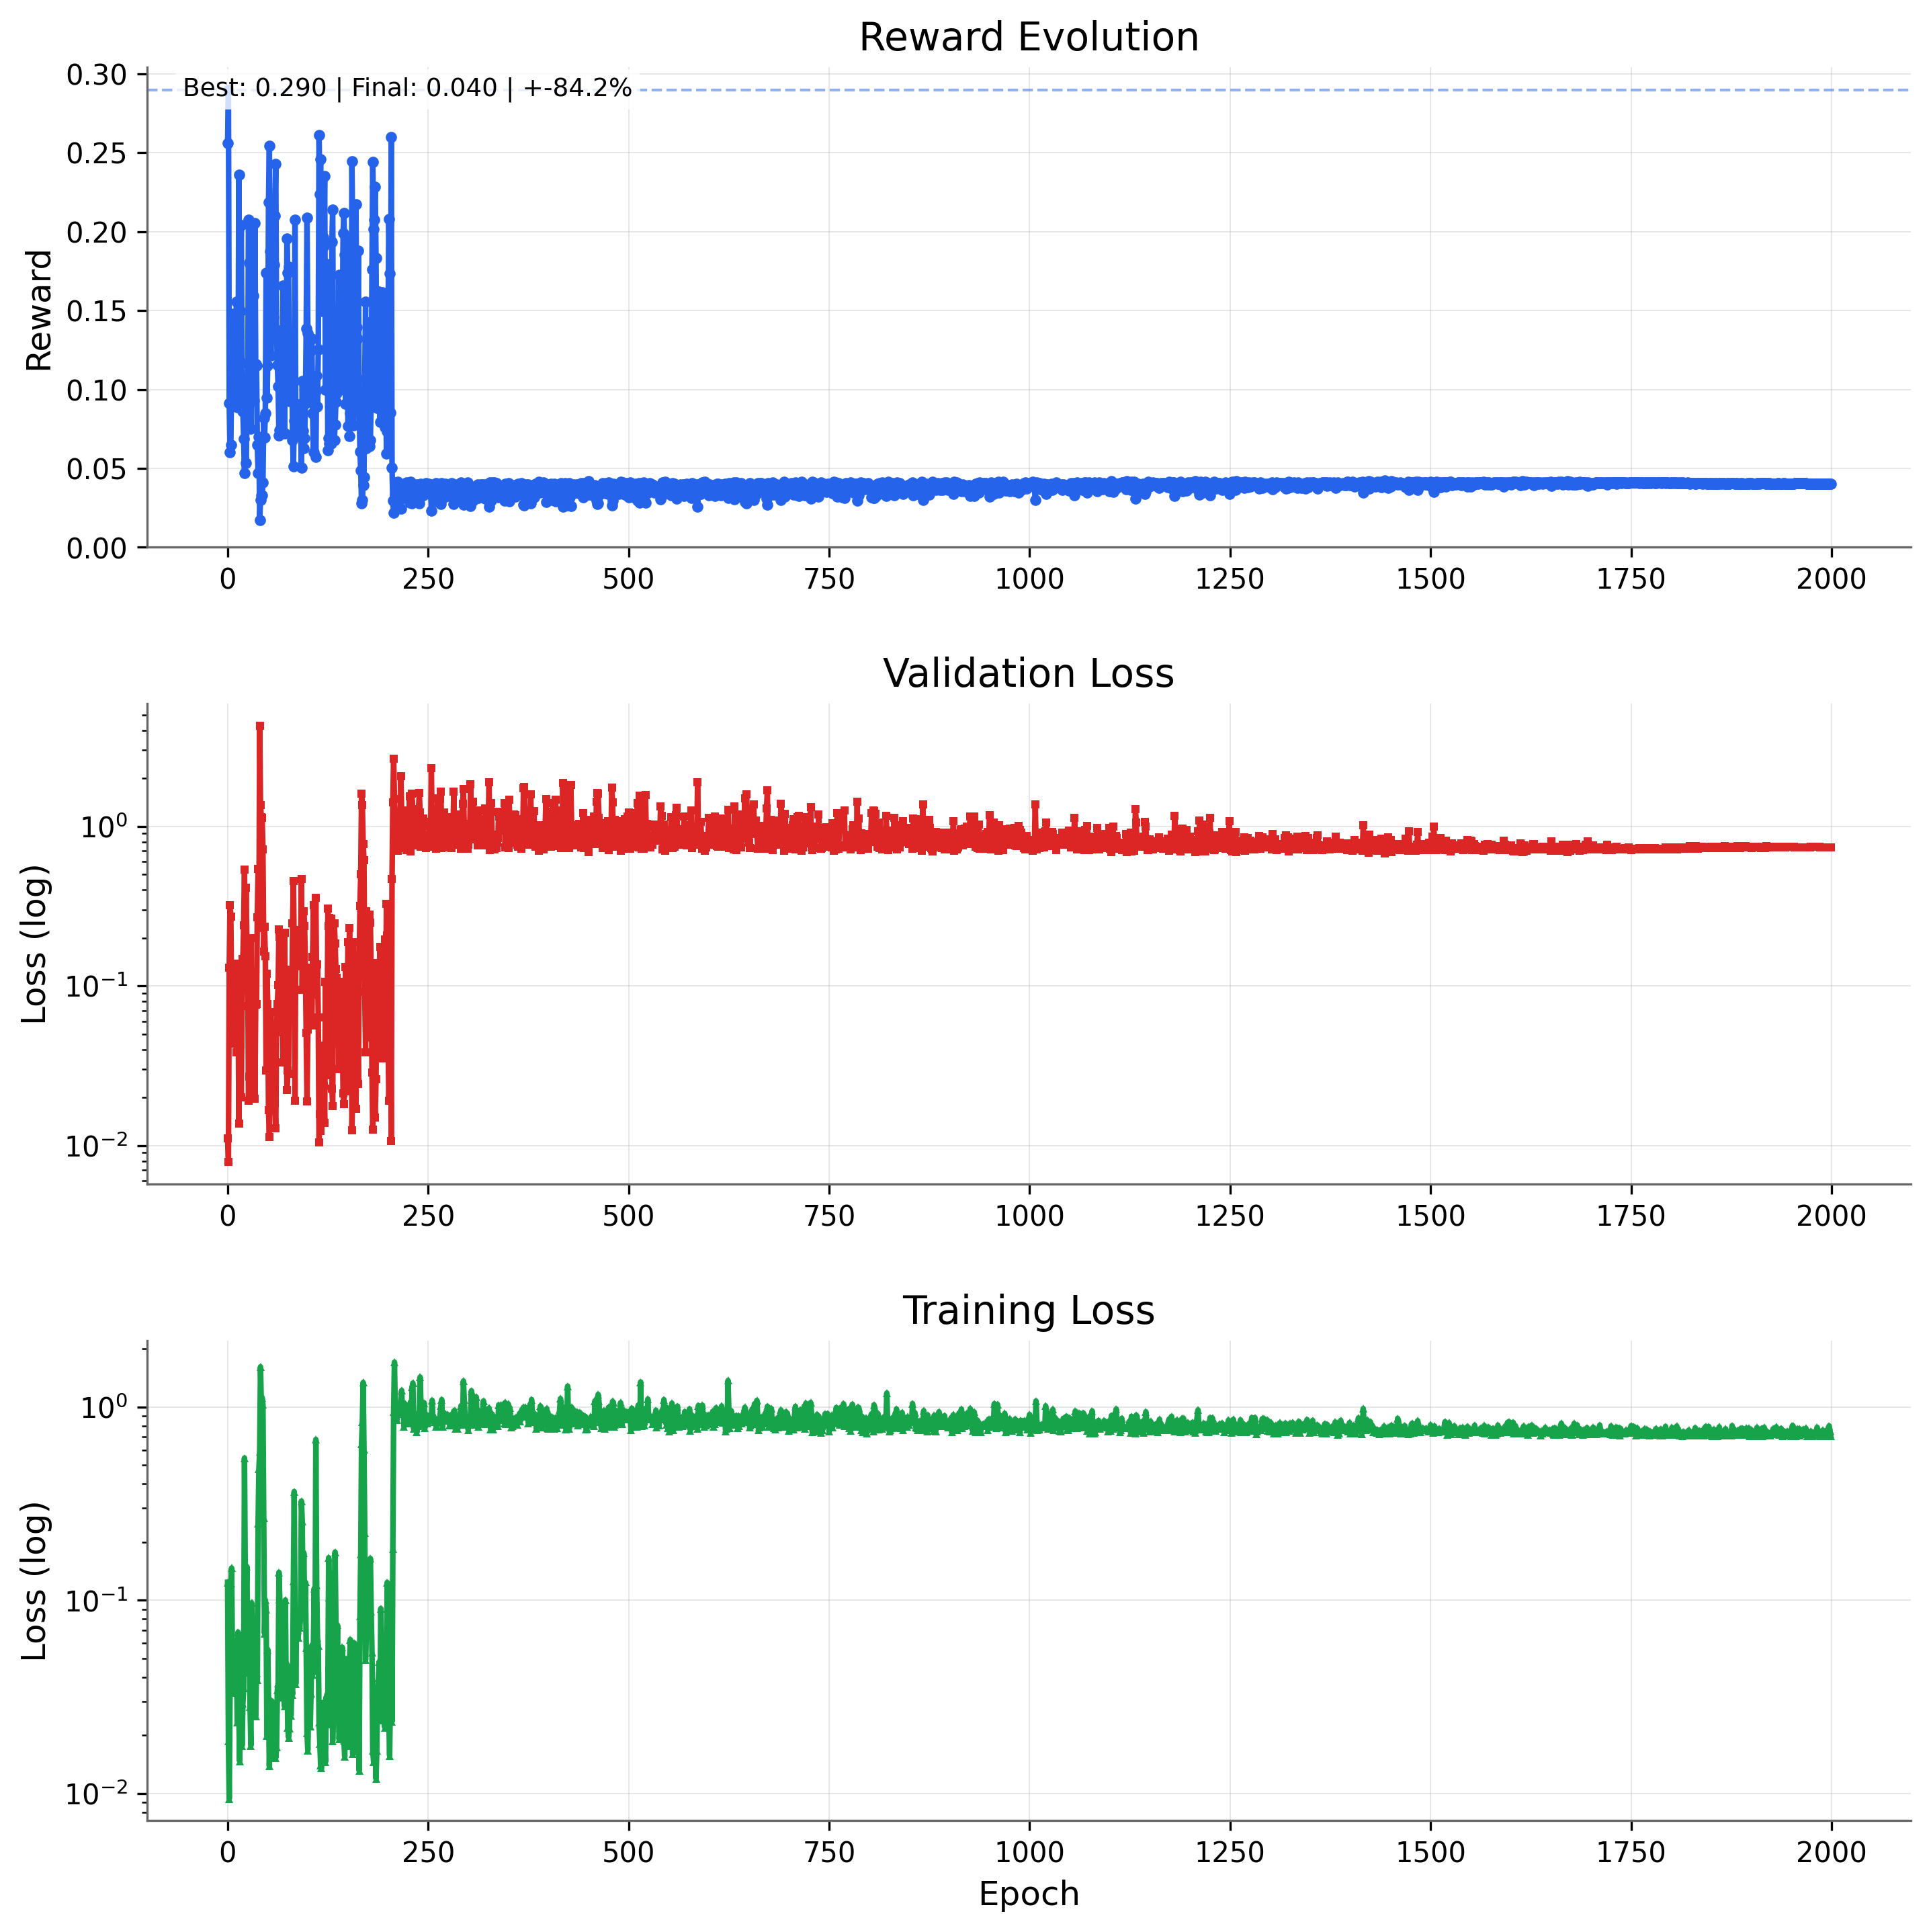 Reward Evolution
Best: 0.290 | Final: 0.040 | +-84.2%
Reward
0.30
0.25
0.20
0.15
0.10
0.05
0.00
0 250 500 750 1000 1250 1500 1750 2000
Validation Loss
Loss (log)
10⁰
10⁻¹
10⁻²
0 250 500 750 1000 1250 1500 1750 2000
Training Loss
Loss (log)
10⁰
10⁻¹
10⁻²
0 250 500 750 1000 1250 1500 1750 2000
Epoch